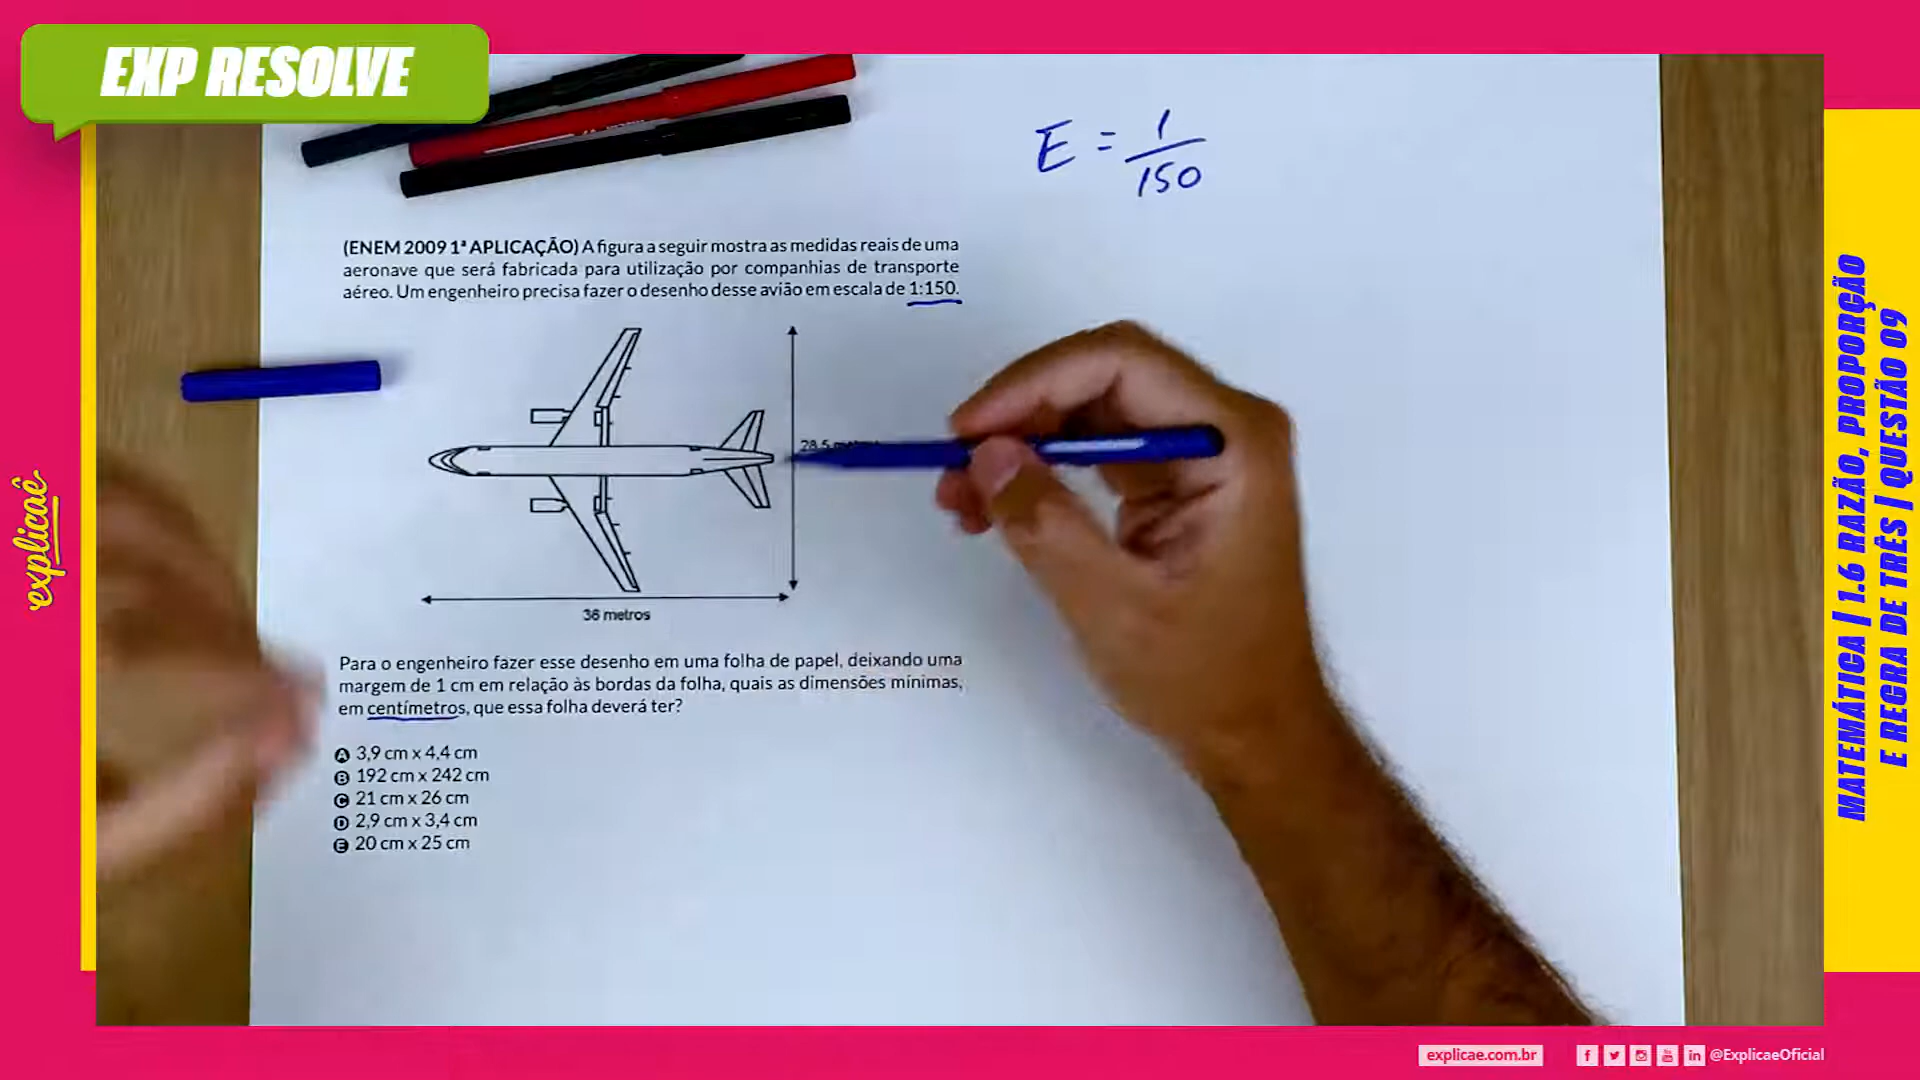 EXP RESOLVE
E = 1
150
(ENEM 2009 1ª APLICAÇÃO) A figura a seguir mostra as medidas reais de uma
aeronave que será fabricada para utilização por companhias de transporte
aéreo. Um engenheiro precisa fazer o desenho desse avião em escala de 1:150.
28,5
36 metros
Para o engenheiro fazer esse desenho em uma folha de papel, deixando uma
margem de 1 cm em relação às bordas da folha, quais as dimensões mínimas,
em centímetros, que essa folha deverá ter?
A 3,9 cm x 4,4 cm
B 192 cm x 242 cm
C 21 cm x 26 cm
D 2,9 cm x 3,4 cm
E 20 cm x 25 cm
explicaê
MATEMÁTICA | 1.6 RAZÃO, PROPORÇÃO
E REGRA DE TRÊS | QUESTÃO 09
explicae.com.br
@ExplicaeOficial